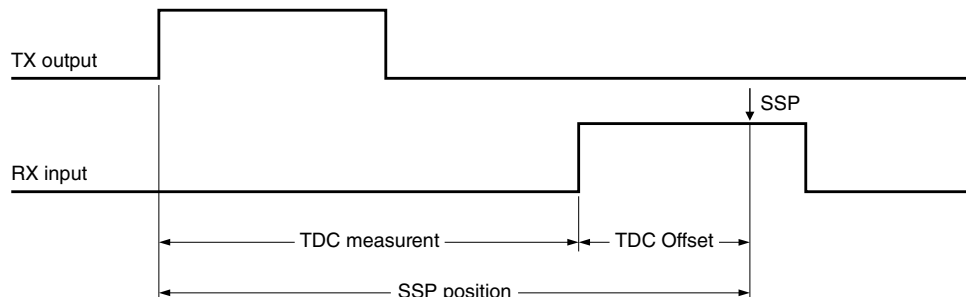 TX output
SSP
RX input
TDC measurent
TDC Offset
SSP position